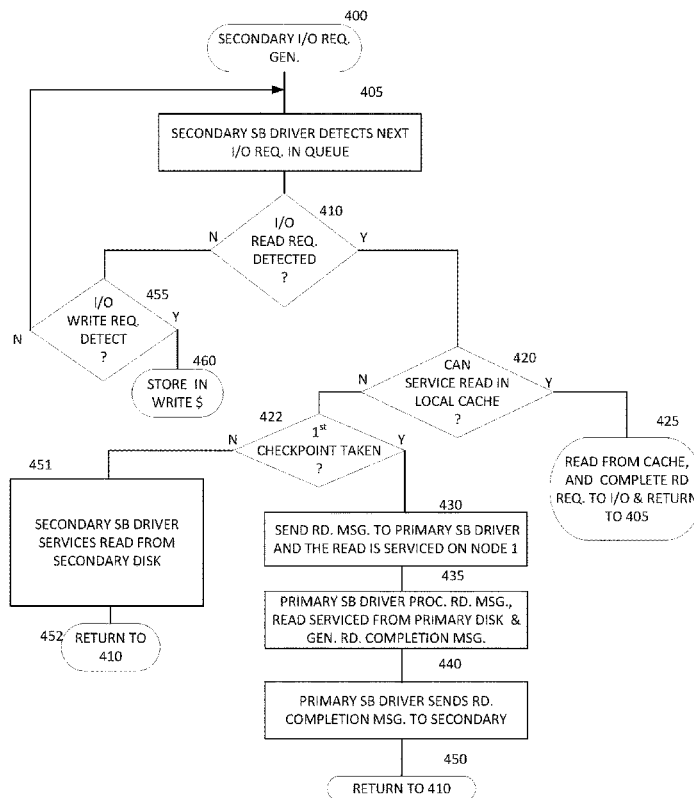 400
SECONDARY I/O REQ.
GEN.
405
SECONDARY SB DRIVER DETECTS NEXT
I/O REQ. IN QUEUE
410
I/O
READ REQ.
DETECTED
?
N
Y
455
I/O
WRITE REQ.
DETECT
?
N
Y
460
STORE IN
WRITE $
420
CAN
SERVICE READ IN
LOCAL CACHE
?
N
Y
422
1st
CHECKPOINT TAKEN
?
N
Y
425
READ FROM CACHE,
AND COMPLETE RD
REQ. TO I/O & RETURN
TO 405
451
SECONDARY SB DRIVER
SERVICES READ FROM
SECONDARY DISK
430
SEND RD. MSG. TO PRIMARY SB DRIVER
AND THE READ IS SERVICED ON NODE 1
435
PRIMARY SB DRIVER PROC. RD. MSG.,
READ SERVICED FROM PRIMARY DISK &
GEN. RD. COMPLETION MSG.
452
RETURN TO
410
440
PRIMARY SB DRIVER SENDS RD.
COMPLETION MSG. TO SECONDARY
450
RETURN TO 410